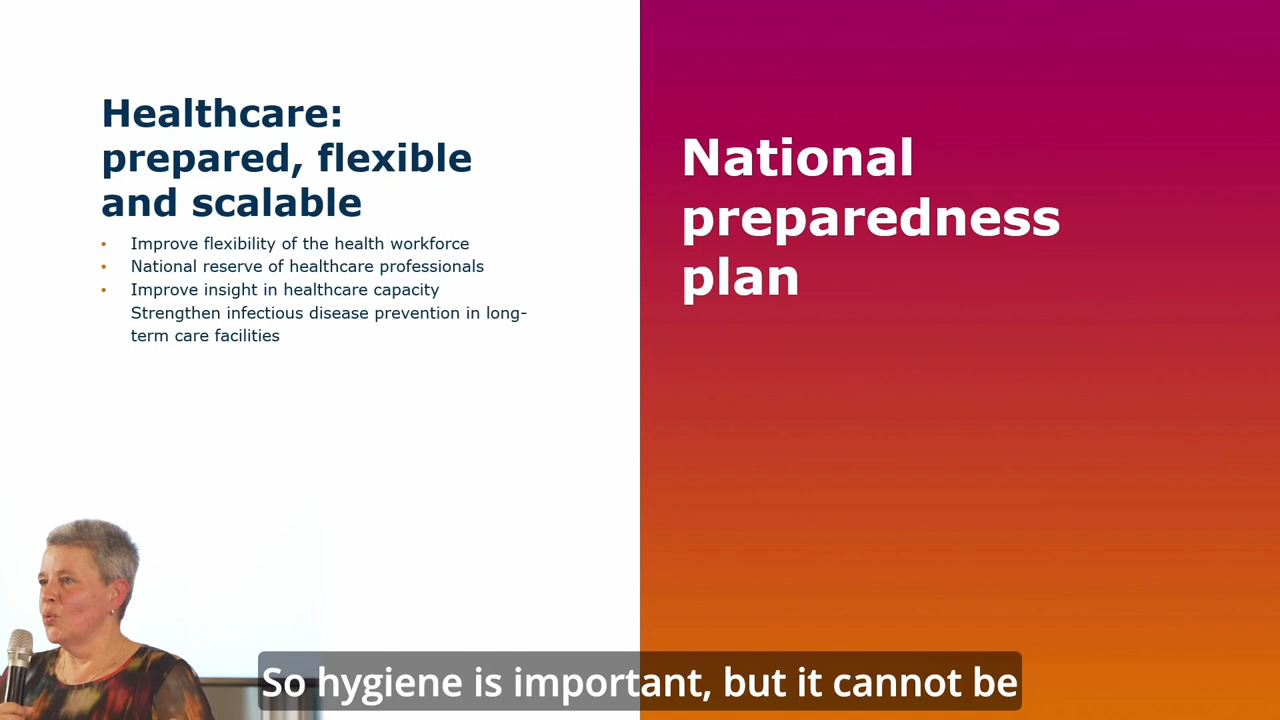 Healthcare:
prepared, flexible
and scalable
• Improve flexibility of the health workforce
• National reserve of healthcare professionals
• Improve insight in healthcare capacity
Strengthen infectious disease prevention in long-
term care facilities
National
preparedness
plan
So hygiene is important, but it cannot be